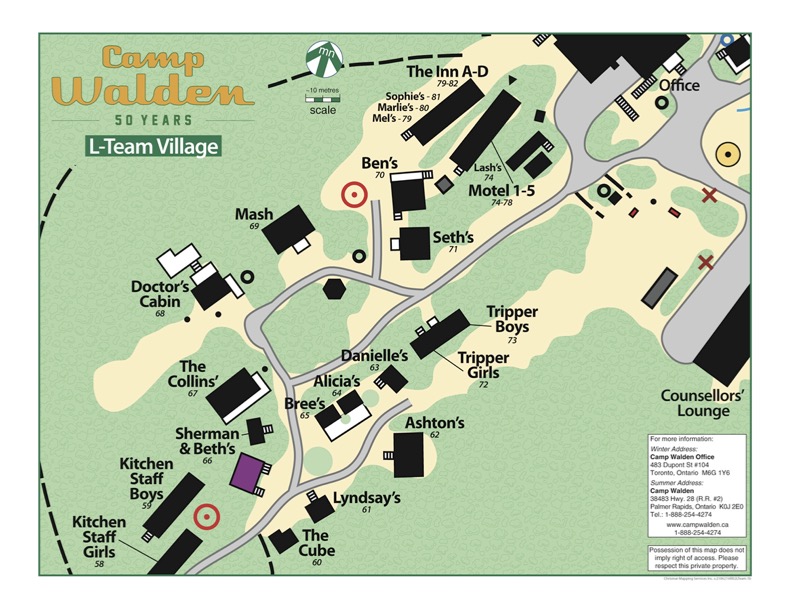 Camp
Walden
50 YEARS
L-Team Village
mn
~10 metres
scale
The Inn A-D
79-82
Sophie's - 81
Marlie's - 80
Mel's - 79
Office
Ben's
70
Lash's
74
Motel 1-5
74-78
Mash
69
Seth's
71
Doctor's
Cabin
68
Tripper
Boys
73
Danielle's
63
Tripper
Girls
72
The
Collins'
67
Alicia's
64
Bree's
65
Counsellors'
Lounge
Ashton's
62
Sherman
& Beth's
66
Kitchen
Staff
Boys
59
Lyndsay's
61
Kitchen
Staff
Girls
58
The
Cube
60
For more information:
Winter Address:
Camp Walden Office
483 Dupont St #104
Toronto, Ontario M6G 1Y6
Summer Address:
Camp Walden
38483 Hwy. 28 (R.R. #2)
Palmer Rapids, Ontario K0J 2E0
Tel.: 1-888-254-4274
www.campwalden.ca
1-888-254-4274
Possession of this map does not
imply right of access. Please
respect this private property.